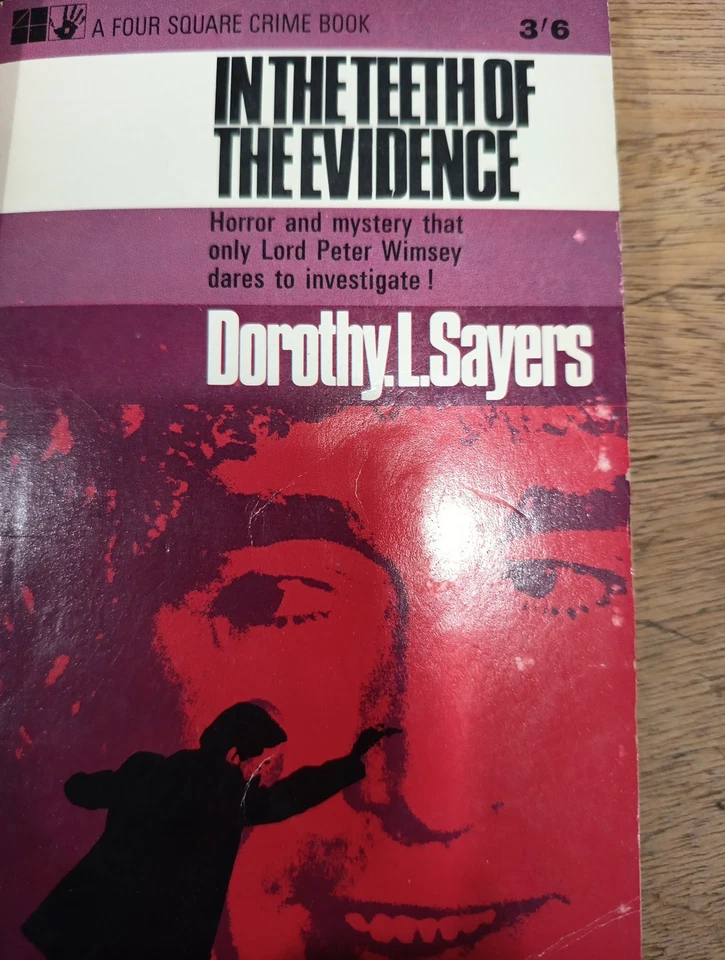 A FOUR SQUARE CRIME BOOK 3/6
IN THE TEETH OF
THE EVIDENCE
Horror and mystery that
only Lord Peter Wimsey
dares to investigate!
Dorothy.L.Sayers